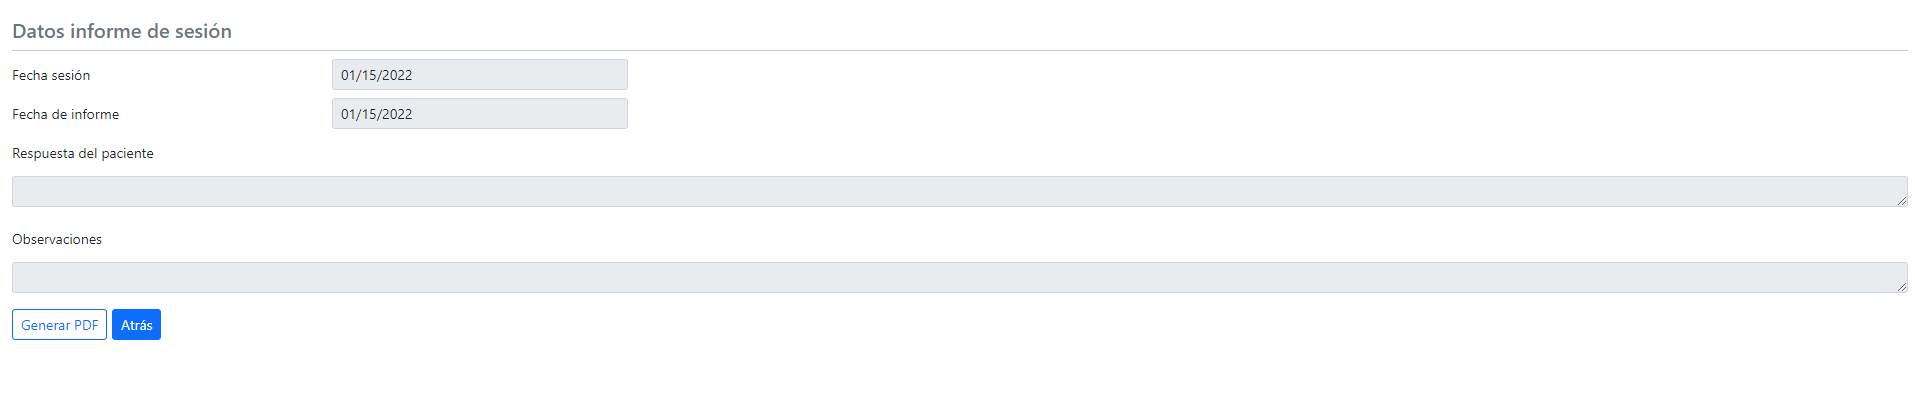 Datos informe de sesión
Fecha sesión 01/15/2022
Fecha de informe 01/15/2022
Respuesta del paciente
Observaciones
Generar PDF Atrás